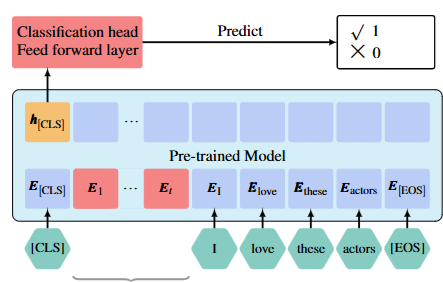 Classification head
Feed forward layer
Predict
√ 1
× 0
h[CLS]
...
Pre-trained Model
E[CLS] E1 ... Et EI Elove Ethese Eactors E[EOS]
[CLS] I love these actors [EOS]